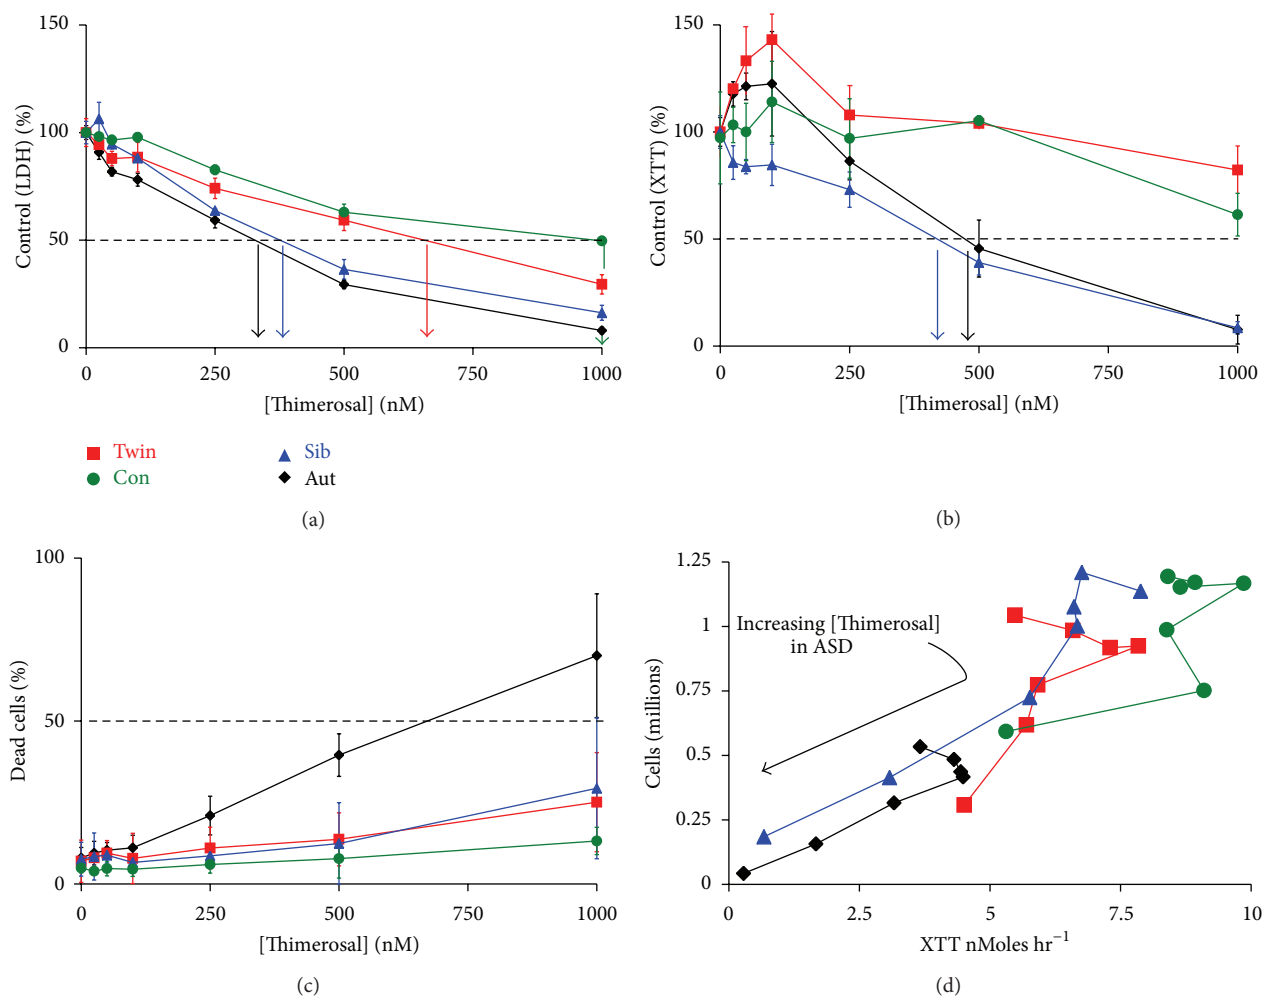 150
100
50
0
Control (LDH) (%)
0
250
500
750
1000
[Thimerosal] (nM)
Twin
Con
Sib
Aut
(a)
150
100
50
0
Control (XTT) (%)
0
250
500
750
1000
[Thimerosal] (nM)
(b)
100
50
0
Dead cells (%)
0
250
500
750
1000
[Thimerosal] (nM)
(c)
1.25
1
0.75
0.5
0.25
0
Cells (millions)
Increasing [Thimerosal]
in ASD
0
2.5
5
7.5
10
XTT nMoles hr⁻¹
(d)